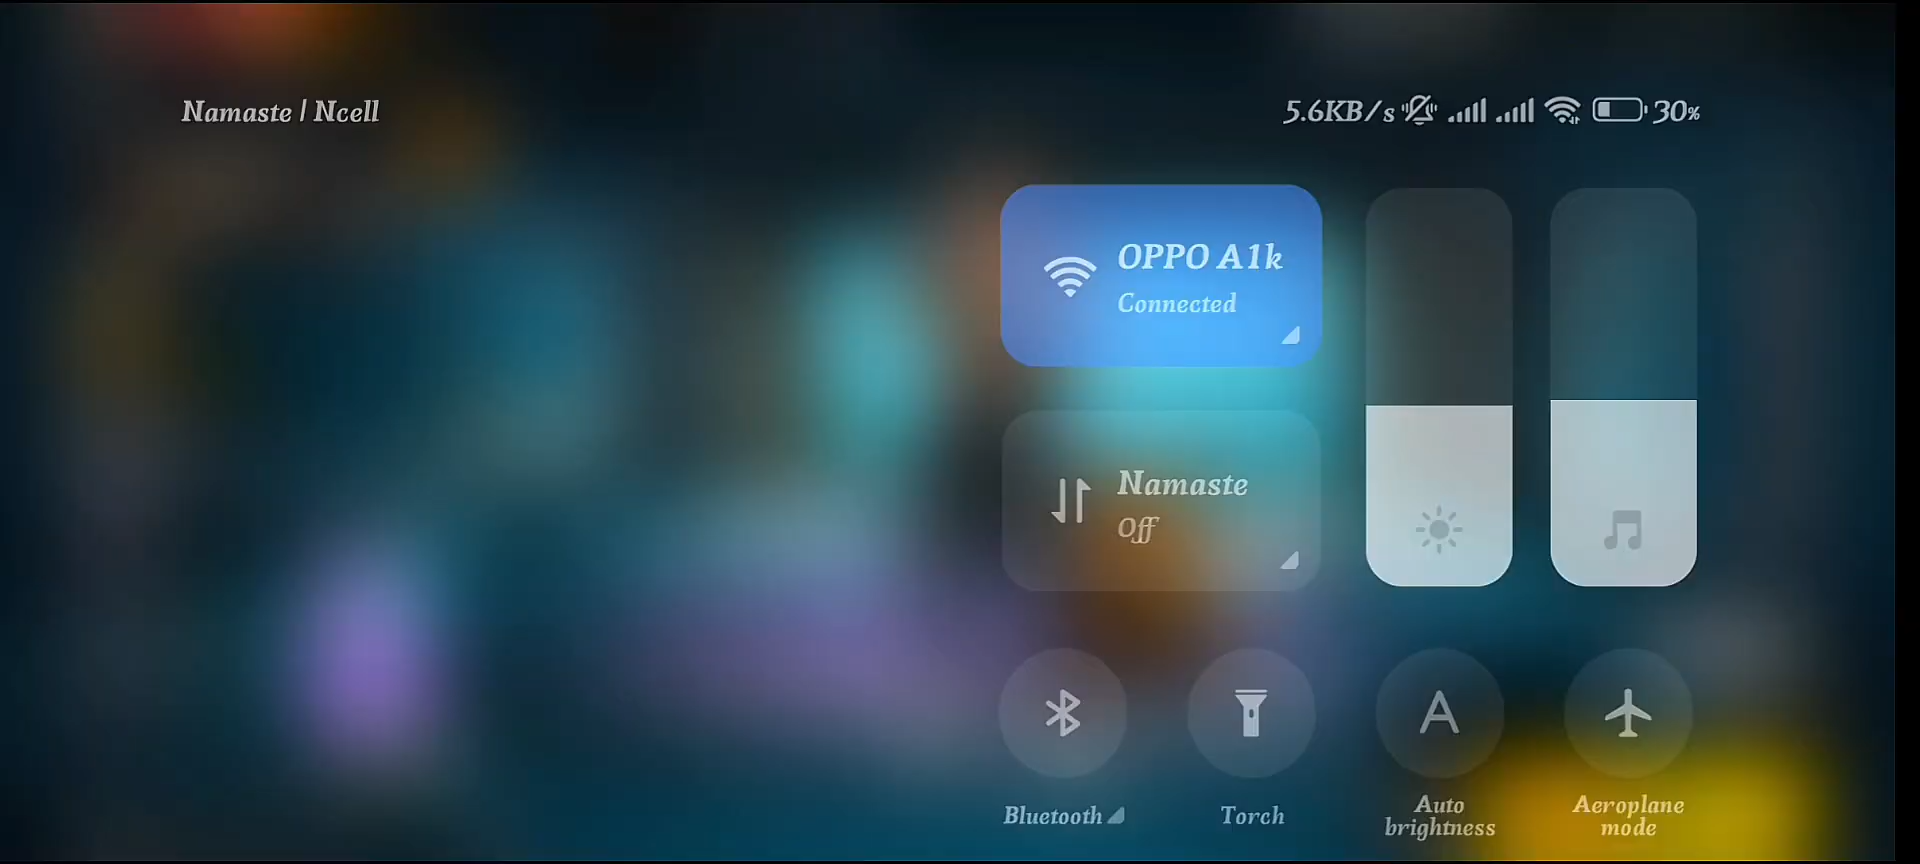 Namaste | Ncell
5.6KB/s 30%
OPPO A1k
Connected
Namaste
Off
Bluetooth
Torch
Auto
brightness
Aeroplane
mode